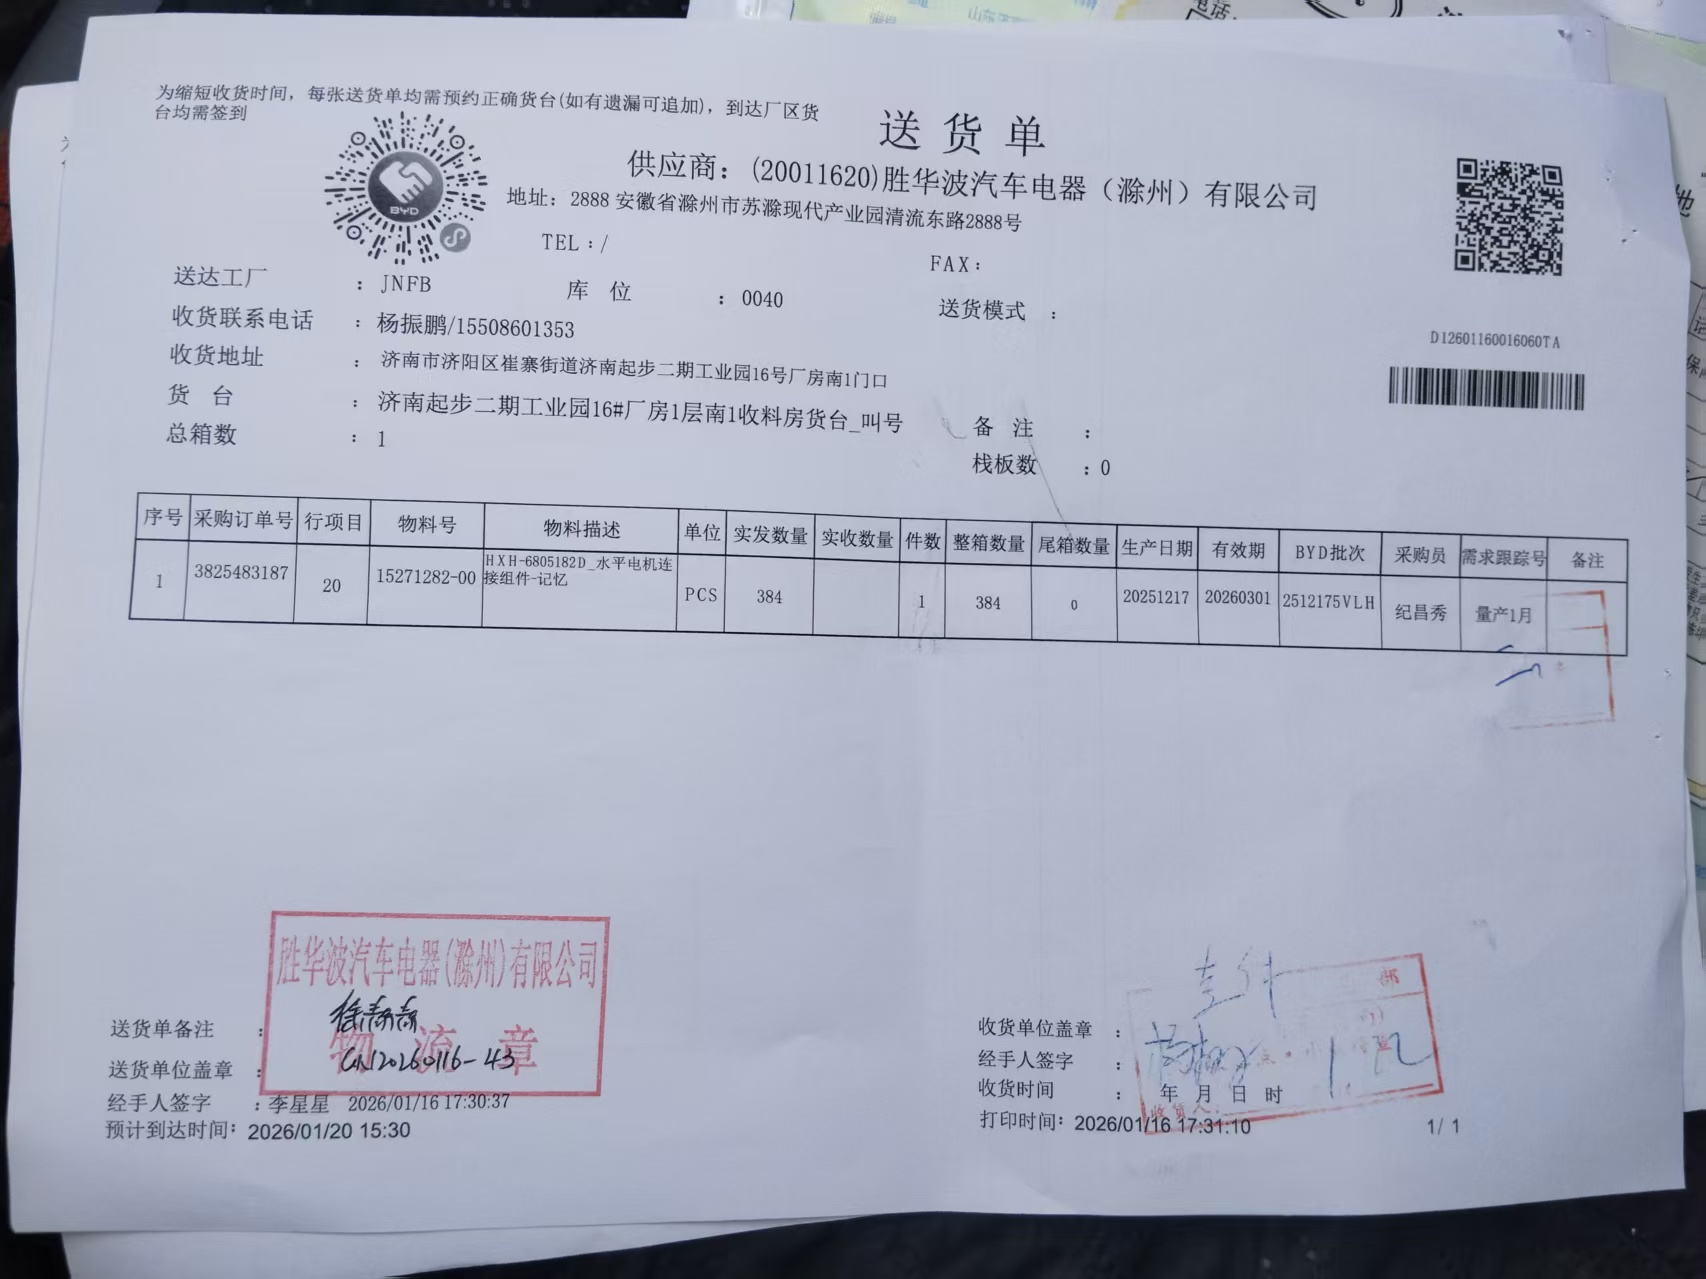 为缩短收货时间，每张送货单均需预约正确货台(如有遗漏可追加)，到达厂区货
台均需签到
送货单
供应商：(20011620)胜华波汽车电器（滁州）有限公司
地址：2888 安徽省滁州市苏滁现代产业园清流东路2888号
TEL：/
FAX：
BYD
送达工厂：JNFB
库 位：0040
送货模式：
收货联系电话：杨振鹏/15508601353
D12601160016060TA
收货地址：济南市济阳区崔寨街道济南起步二期工业园16号厂房南1门口
货 台：济南起步二期工业园16#厂房1层南1收料房货台_叫号
备 注：
总箱数：1
栈板数：0
序号 采购订单号 行项目 物料号 物料描述 单位 实发数量 实收数量 件数 整箱数量 尾箱数量 生产日期 有效期 BYD批次 采购员 需求跟踪号 备注
1 3825483187 20 15271282-00 HXH-6805182D_水平电机连接组件-记忆 PCS 384 1 384 0 20251217 20260301 2512175VLH 纪昌秀 量产1月
胜华波汽车电器(滁州)有限公司
物流章
徐静静
CN20260116-43
送货单备注：
送货单位盖章：
经手人签字：李星星 2026/01/16 17:30:37
预计到达时间：2026/01/20 15:30
收货单位盖章：
经手人签字：
收货时间：年 月 日 时
收货人：
打印时间：2026/01/16 17:31:10
1/ 1